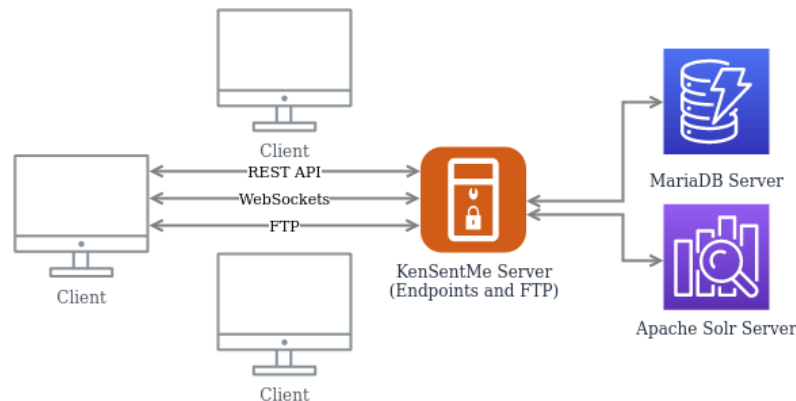 Client
REST API
WebSockets
FTP
Client
Client
KenSentMe Server
(Endpoints and FTP)
MariaDB Server
Apache Solr Server